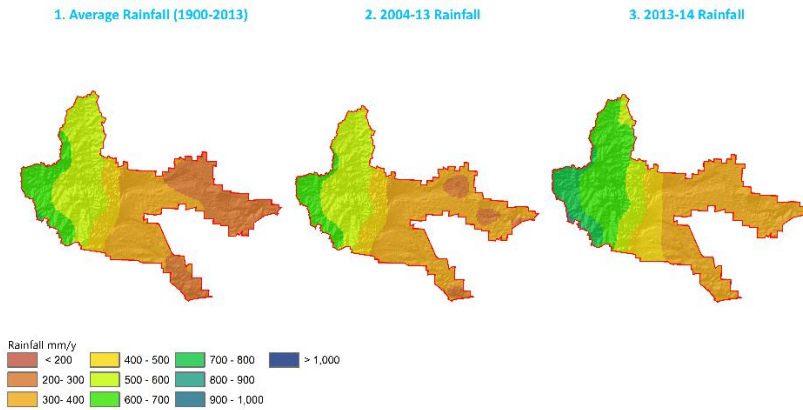 1. Average Rainfall (1900-2013)
2. 2004-13 Rainfall
3. 2013-14 Rainfall
Rainfall mm/y
< 200
400 - 500
700 - 800
> 1,000
200- 300
500 - 600
800 - 900
300- 400
600 - 700
900 - 1,000